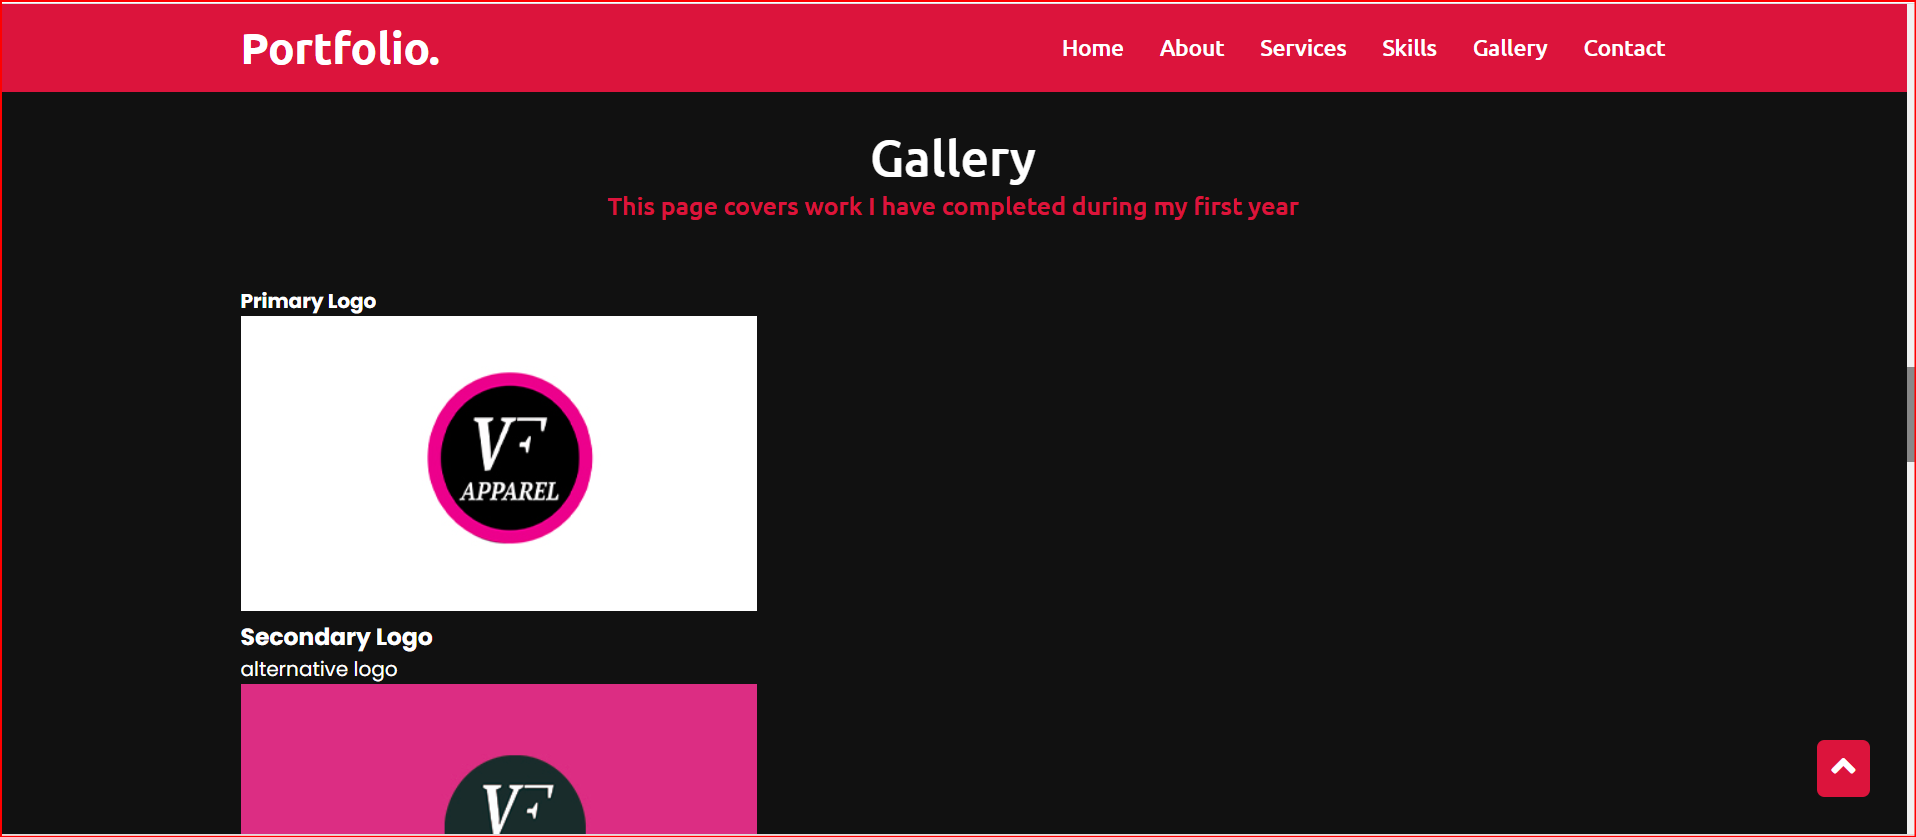 Portfolio.
Home About Services Skills Gallery Contact
Gallery
This page covers work I have completed during my first year
Primary Logo
VF
APPAREL
Secondary Logo
alternative logo
VF